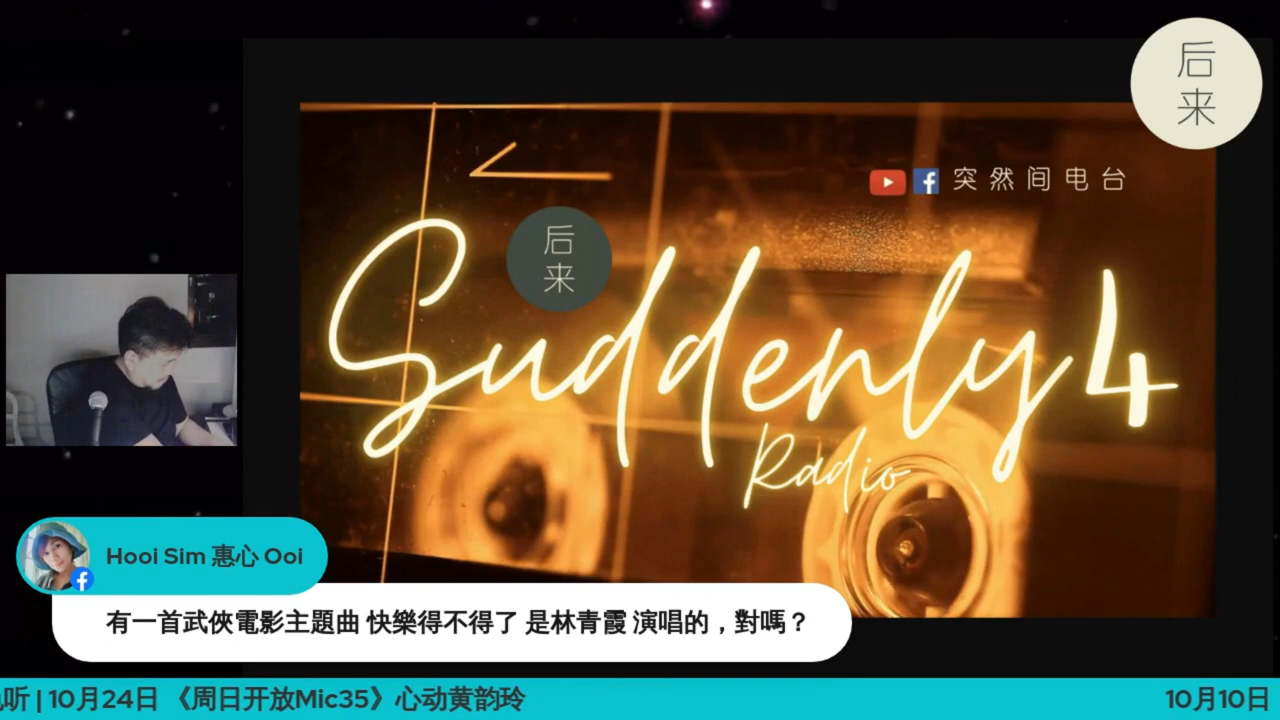 后
来
突然间电台
后
来
Suddenly4
Radio
Hooi Sim 惠心 Ooi
有一首武俠電影主題曲 快樂得不得了 是林青霞 演唱的，對嗎？
听 | 10月24日 《周日开放Mic35》心动黄韵玲
10月10日